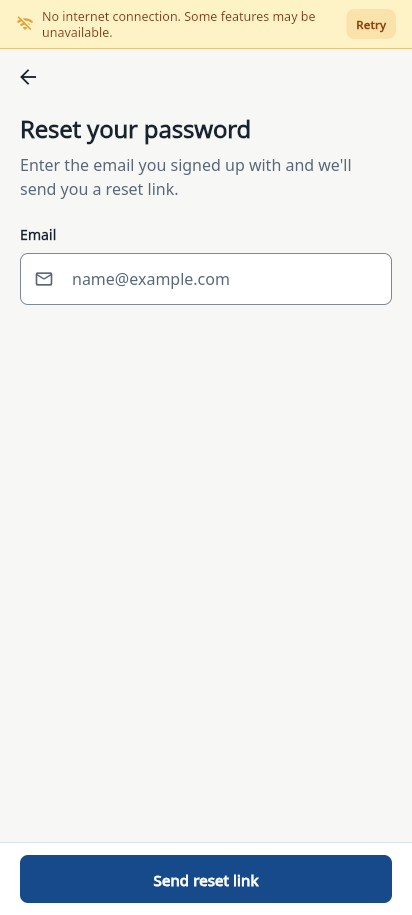 No internet connection. Some features may be
unavailable.
Retry
Reset your password
Enter the email you signed up with and we'll
send you a reset link.
Email
name@example.com
Send reset link